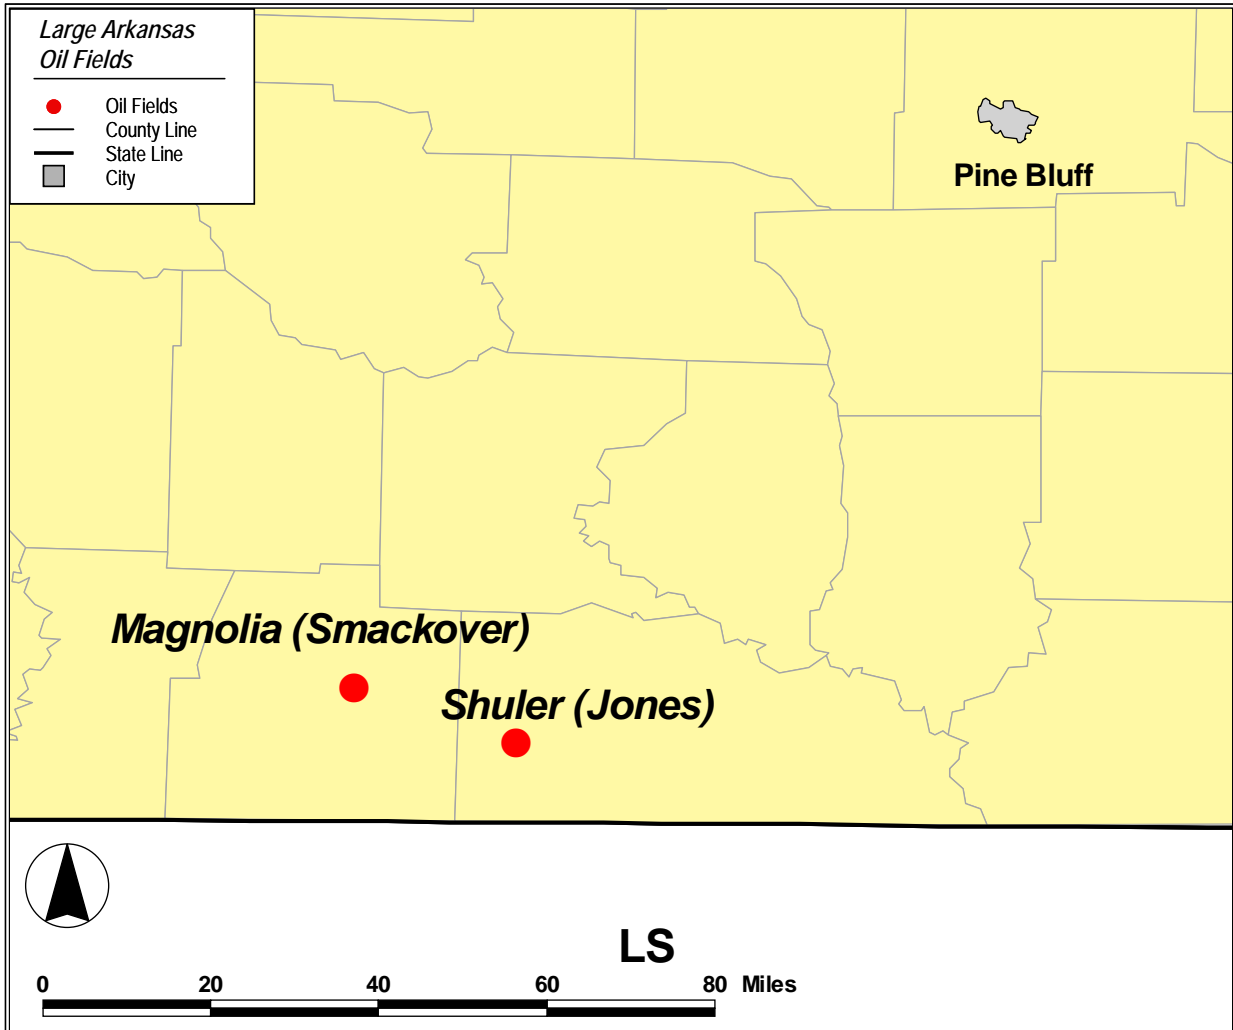 Large Arkansas
Oil Fields
Oil Fields
County Line
State Line
City
Pine Bluff
Magnolia (Smackover)
Shuler (Jones)
LS
0 20 40 60 80 Miles